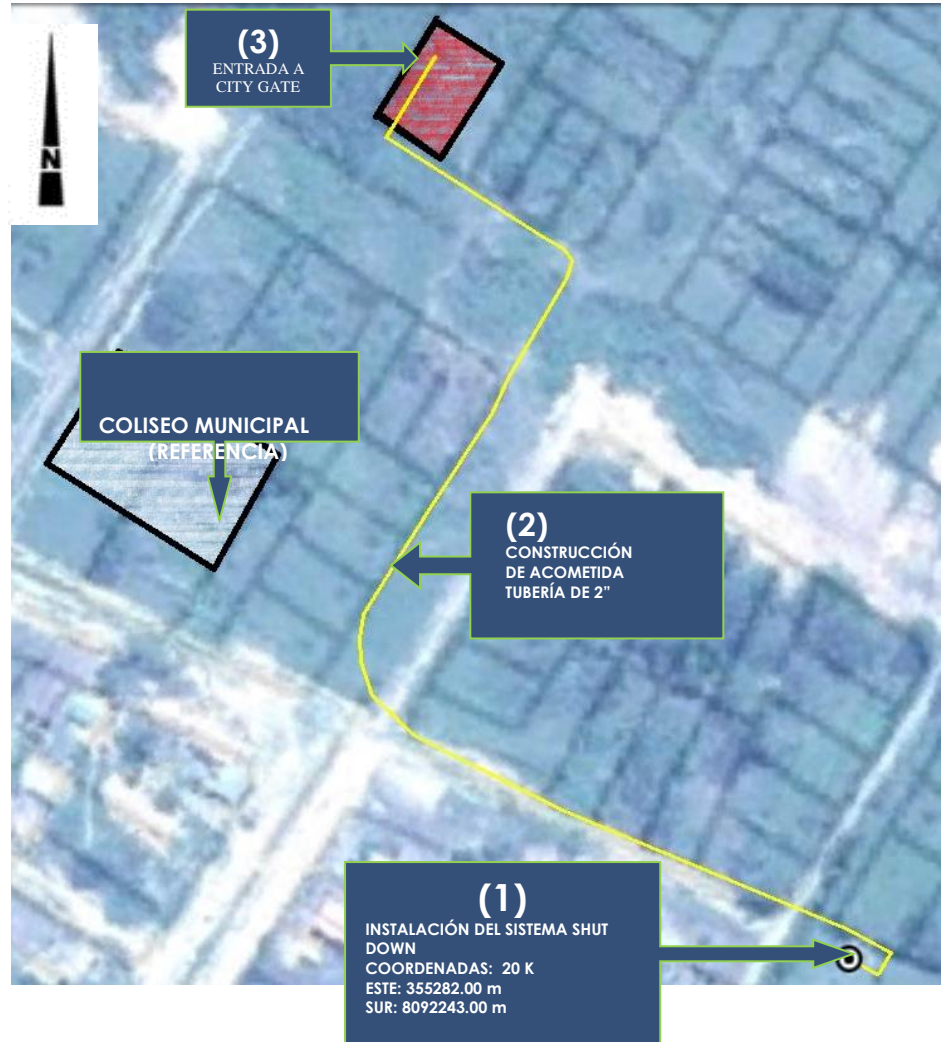 (3)
ENTRADA A
CITY GATE
N
COLISEO MUNICIPAL
(REFERENCIA)
(2)
CONSTRUCCIÓN
DE ACOMETIDA
TUBERÍA DE 2”
(1)
INSTALACIÓN DEL SISTEMA SHUT
DOWN
COORDENADAS: 20 K
ESTE: 355282.00 m
SUR: 8092243.00 m